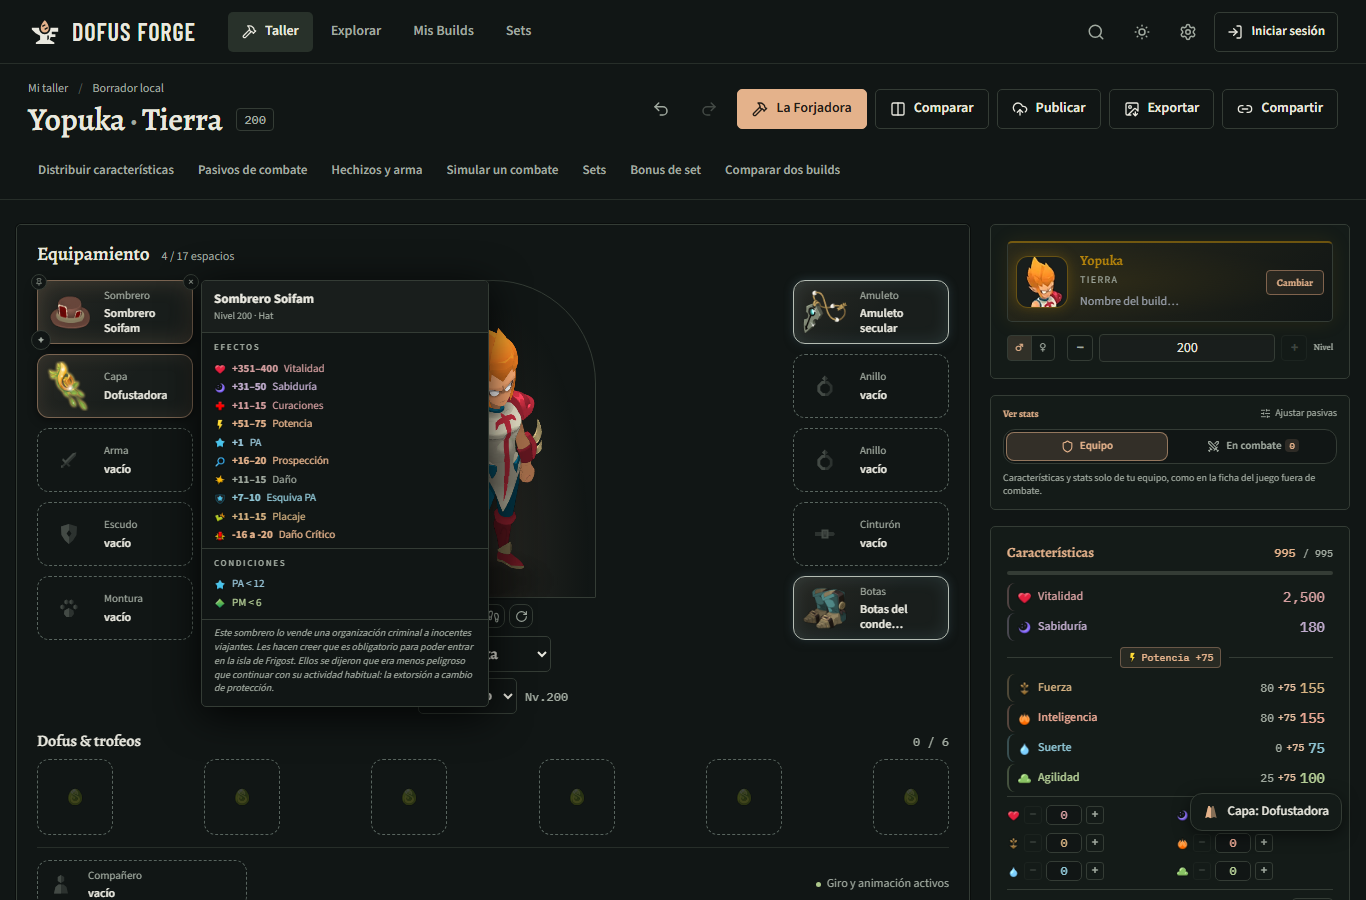 DOFUS FORGE
Taller
Explorar
Mis Builds
Sets
Iniciar sesión
Mi taller / Borrador local
Yopuka · Tierra
200
La Forjadora
Comparar
Publicar
Exportar
Compartir
Distribuir características
Pasivos de combate
Hechizos y arma
Simular un combate
Sets
Bonus de set
Comparar dos builds
Equipamiento
4 / 17 espacios
Sombrero
Sombrero
Soifam
Capa
Dofustadora
Arma
vacío
Escudo
vacío
Montura
vacío
Sombrero Soifam
Nivel 200 · Hat
EFECTOS
+351–400 Vitalidad
+31–50 Sabiduría
+11–15 Curaciones
+51–75 Potencia
+1 PA
+16–20 Prospección
+11–15 Daño
+7–10 Esquiva PA
+11–15 Placaje
-16 a -20 Daño Crítico
CONDICIONES
PA < 12
PM < 6
Este sombrero lo vende una organización criminal a inocentes
viajantes. Les hacen creer que es obligatorio para poder entrar
en la isla de Frigost. Ellos se dijeron que era menos peligroso
que continuar con su actividad habitual: la extorsión a cambio
de protección.
Nv.200
Amuleto
Amuleto
secular
Anillo
vacío
Anillo
vacío
Cinturón
vacío
Botas
Botas del
conde...
Dofus & trofeos
0 / 6
Compañero
vacío
Giro y animación activos
Yopuka
TIERRA
Nombre del build...
Cambiar
♂ ♀
− 200 + Nivel
Ver stats
Ajustar pasivas
Equipo
En combate 0
Características y stats solo de tu equipo, como en la ficha del juego fuera de
combate.
Características
995 / 995
Vitalidad 2,500
Sabiduría 180
Potencia +75
Fuerza 80 +75 155
Inteligencia 80 +75 155
Suerte 0 +75 75
Agilidad 25 +75 100
− 0 +
Capa: Dofustadora
− 0 + − 0 +
− 0 + − 0 +